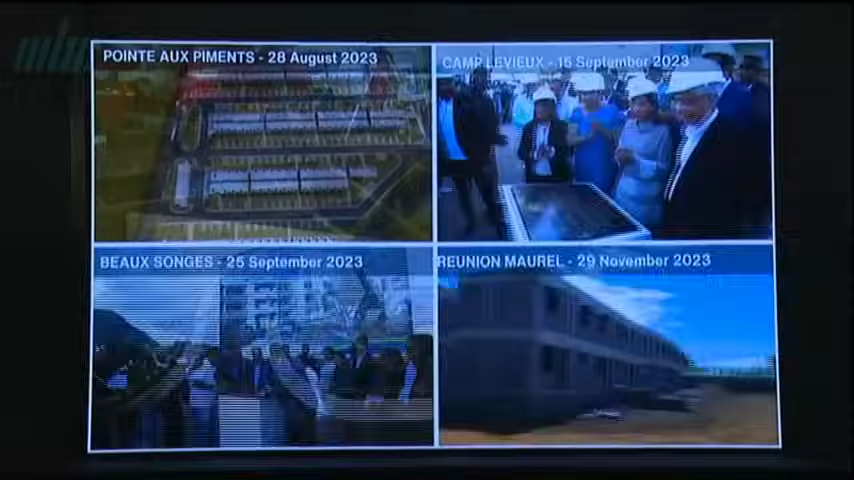 mbc
POINTE AUX PIMENTS - 28 August 2023
CAMP LEVIEUX - 15 September 2023
BEAUX SONGES - 25 September 2023
REUNION MAUREL - 29 November 2023